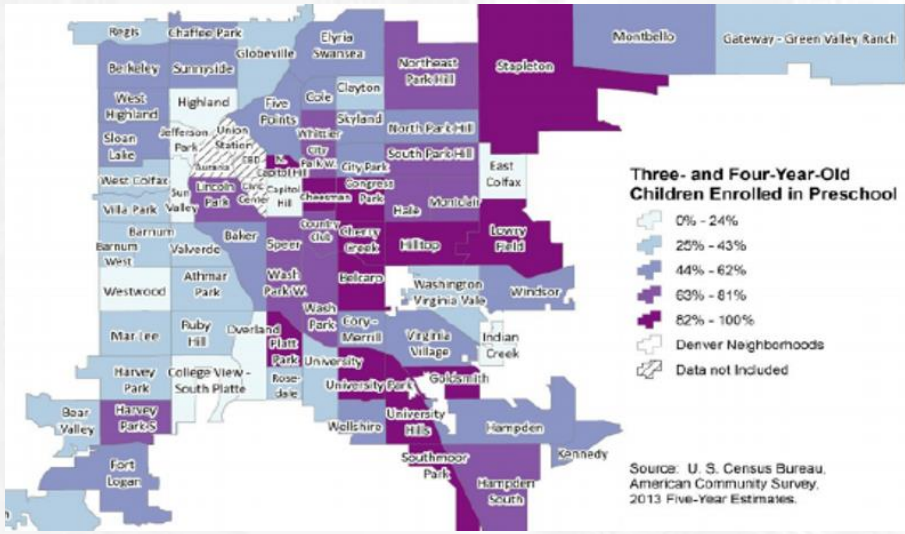 Regis
Chaffee Park
Globeville
Elyria
Swansea
Montbello
Gateway - Green Valley Ranch
Berkeley
Sunnyside
Northeast
Park Hill
Stapleton
West
Highland
Highland
Five
Points
Cole
Clayton
Skyland
Sloan
Lake
Jefferson
Park
Union
Station
Whittier
North Park Hill
Auraria
CBD
City
Park W.
City Park
South Park Hill
East
Colfax
West Colfax
Sun
Valley
Lincoln
Park
Civic
Center
N.
Capitol Hill
Capitol
Hill
Cheesman
Congress
Park
Hale
Montclair
Villa Park
Barnum
Barnum
West
Valverde
Baker
Speer
Country
Club
Cherry
Creek
Hilltop
Lowry
Field
Westwood
Athmar
Park
Wash
Park W.
Wash
Park
Belcaro
Washington
Virginia Vale
Windsor
Mar Lee
Ruby
Hill
Overland
Platt
Park
Cory -
Merrill
Virginia
Village
Indian
Creek
Harvey
Park
College View -
South Platte
Rose-
dale
University
University Park
Goldsmith
Bear
Valley
Harvey
Park S
Wellshire
University
Hills
Hampden
Kennedy
Fort
Logan
Southmoor
Park
Hampden
South
Three- and Four-Year-Old
Children Enrolled in Preschool
0% - 24%
25% - 43%
44% - 62%
63% - 81%
82% - 100%
Denver Neighborhoods
Data not Included
Source: U. S. Census Bureau,
American Community Survey,
2013 Five-Year Estimates.